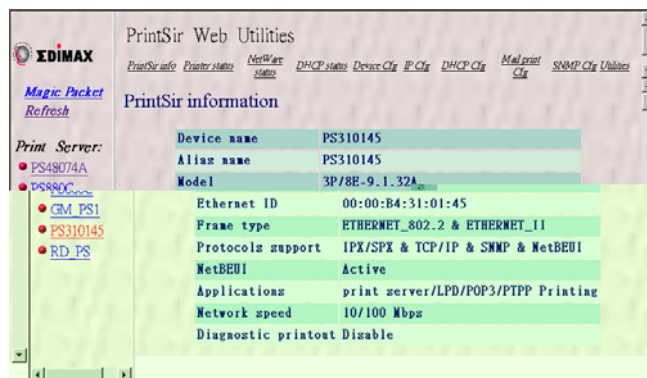 EDIMAX
Magic Packet
Refresh
Print Server:
PS48074A
GM_PS1
PS310145
RD_PS
PrintSir Web Utilities
PrintSir info Printer status NetWare status DHCP status Device Cfg IP Cfg DHCP Cfg Mail print Cfg SNMP Cfg Utilities
PrintSir information
Device name PS310145
Alias name PS310145
Model 3P/8E-9.1.32A
Ethernet ID 00:00:B4:31:01:45
Frame type ETHERNET_802.2 & ETHERNET_II
Protocols support IPX/SPX & TCP/IP & SNMP & NetBEUI
NetBEUI Active
Applications print server/LPD/POP3/PTPP Printing
Network speed 10/100 Mbps
Diagnostic printout Disable